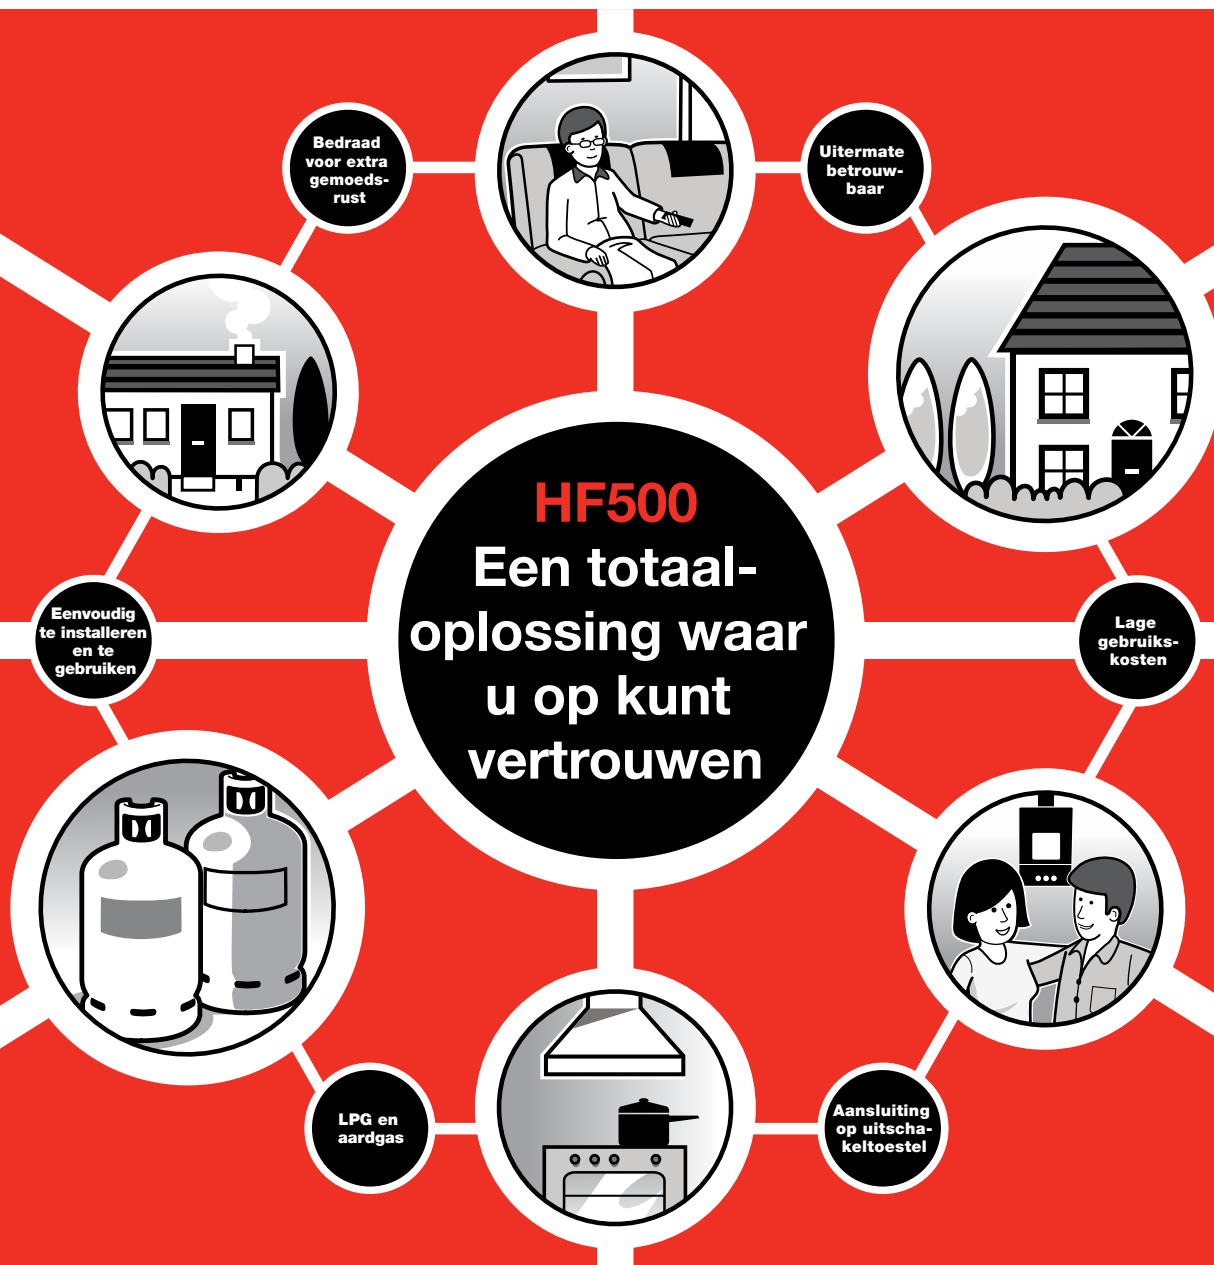 Bedraad
voor extra
gemoeds-
rust
Uitermate
betrouw-
baar
HF500
Een totaal-
oplossing waar
u op kunt
vertrouwen
Eenvoudig
te installeren
en te
gebruiken
Lage
gebruiks-
kosten
LPG en
aardgas
Aansluiting
op uitscha-
keltoestel